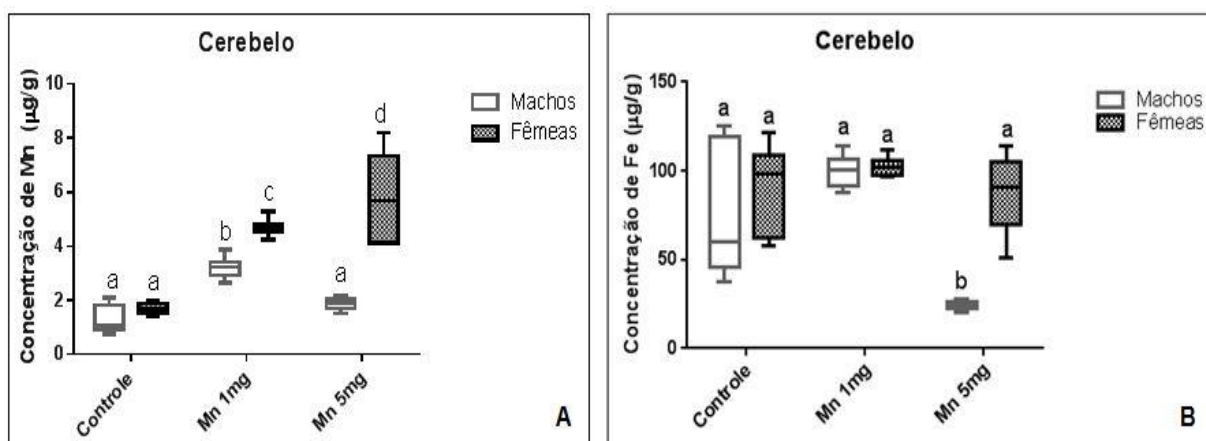 Cerebelo
Concentração de Mn (µg/g)
10
8
6
4
2
0
a
a
b
c
a
d
Controle
Mn 1mg
Mn 5mg
Machos
Fêmeas
A
Cerebelo
Concentração de Fe (µg/g)
150
100
50
0
a
a
a
a
b
a
Controle
Mn 1mg
Mn 5mg
Machos
Fêmeas
B